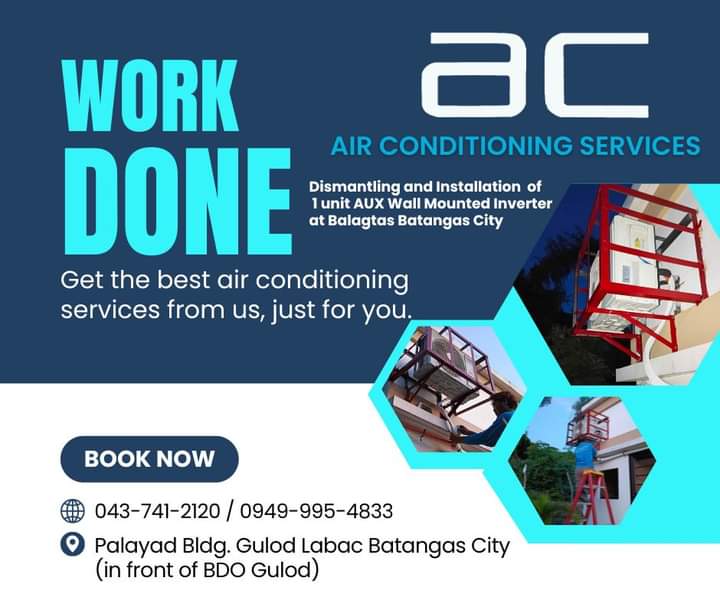 WORK
DONE
ac
AIR CONDITIONING SERVICES
Dismantling and Installation of
1 unit AUX Wall Mounted Inverter
at Balagtas Batangas City
Get the best air conditioning
services from us, just for you.
BOOK NOW
043-741-2120 / 0949-995-4833
Palayad Bldg. Gulod Labac Batangas City
(in front of BDO Gulod)